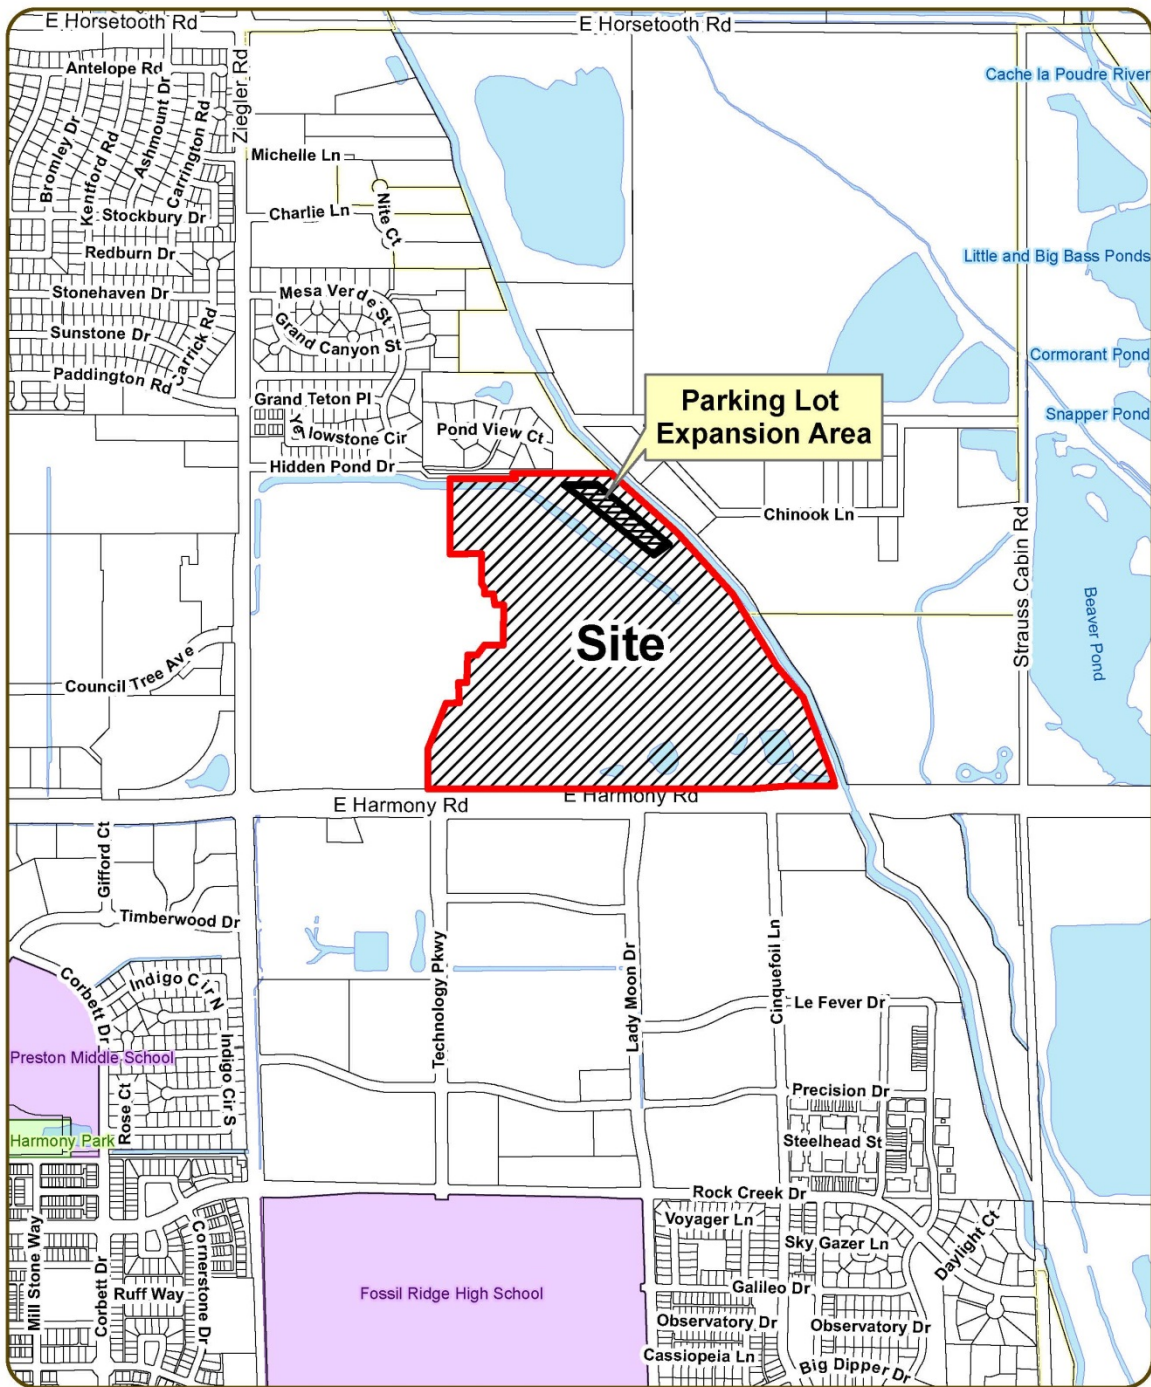 E Horsetooth Rd
E Horsetooth Rd
Antelope Rd
Ziegler Rd
Cache la Poudre River
Bromley Dr
Kentford Rd
Ashmount Dr
Carrington Rd
Michelle Ln
Stockbury Dr
Charlie Ln
Nite Ct
Redburn Dr
Little and Big Bass Ponds
Stonehaven Dr
Mesa Verde St
Sunstone Dr
Carrick Rd
Grand Canyon St
Cormorant Pond
Paddington Rd
Grand Teton Pl
Parking Lot
Expansion Area
Snapper Pond
Yellowstone Cir
Pond View Ct
Hidden Pond Dr
Chinook Ln
Strauss Cabin Rd
Beaver Pond
Site
Council Tree Ave
E Harmony Rd
E Harmony Rd
Gifford Ct
Timberwood Dr
Corbett Dr
Indigo Cir N
Technology Pkwy
Lady Moon Dr
Cinquefoil Ln
Le Fever Dr
Preston Middle School
Rose Ct
Indigo Cir S
Precision Dr
Harmony Park
Steelhead St
Rock Creek Dr
Voyager Ln
Sky Gazer Ln
Daylight Ct
Mill Stone Way
Corbett Dr
Ruff Way
Cornerstone Dr
Fossil Ridge High School
Galileo Dr
Observatory Dr
Observatory Dr
Cassiopeia Ln
Big Dipper Dr